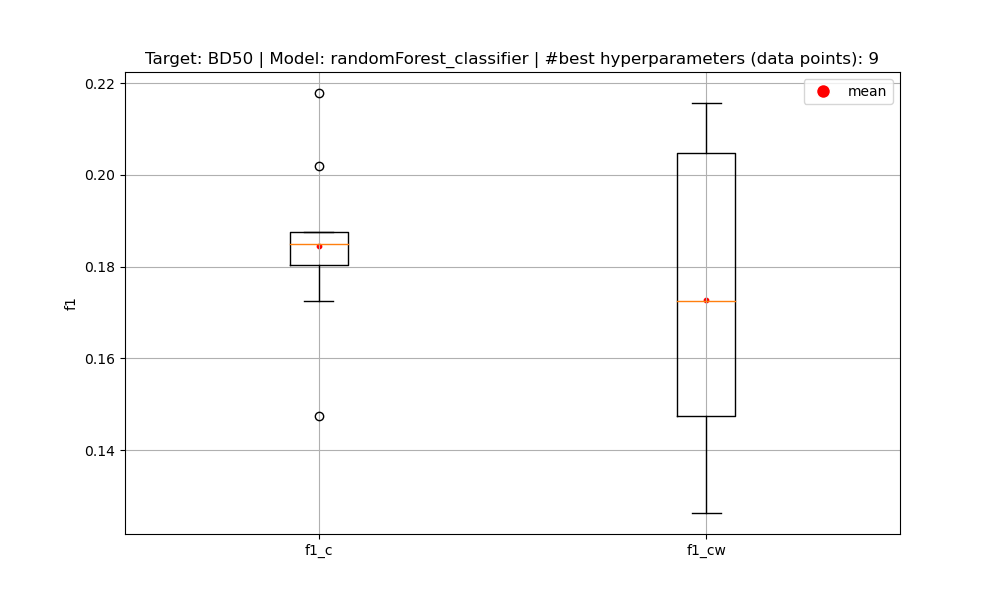 Target: BD50 | Model: randomForest_classifier | #best hyperparameters (data points): 9
mean
0.22
0.20
0.18
0.16
0.14
f1
f1_c
f1_cw